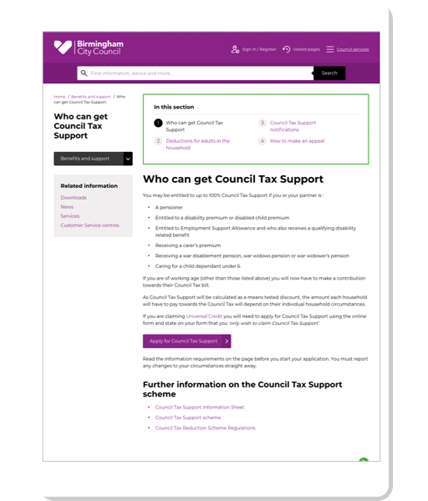 Birmingham
City Council
Sign in / Register
Visited pages
Council services
Find information, advice and more.
Search
Home / Benefits and support / Who
can get Council Tax Support
Who can get
Council Tax
Support
Benefits and support
Related information
Downloads
News
Services
Customer Service centres
In this section
1 Who can get Council Tax
Support
2 Deductions for adults in the
household
3 Council Tax Support
notifications
4 How to make an appeal
Who can get Council Tax Support
You may be entitled to up to 100% Council Tax Support if you or your partner is :
• A pensioner
• Entitled to a disability premium or disabled child premium
• Entitled to Employment Support Allowance and who also receives a qualifying disability
related benefit
• Receiving a carer's premium
• Receiving a war disablement pension, war widows pension or war widower's pension
• Caring for a child dependant under 6.
If you are of working age (other than those listed above) you will now have to make a contribution
towards their Council Tax bill.
As Council Tax Support will be calculated as a means tested discount, the amount each household
will have to pay towards the Council Tax will depend on their individual household circumstances.
If you are claiming Universal Credit you will need to apply for Council Tax Support using the online
form and state on your form that you 'only wish to claim Council Tax Support'.
Apply for Council Tax Support
Read the information requirements on the page before you start your application. You must report
any changes to your circumstances straight away.
Further information on the Council Tax Support
scheme
• Council Tax Support Information Sheet
• Council Tax Support scheme
• Council Tax Reduction Scheme Regulations